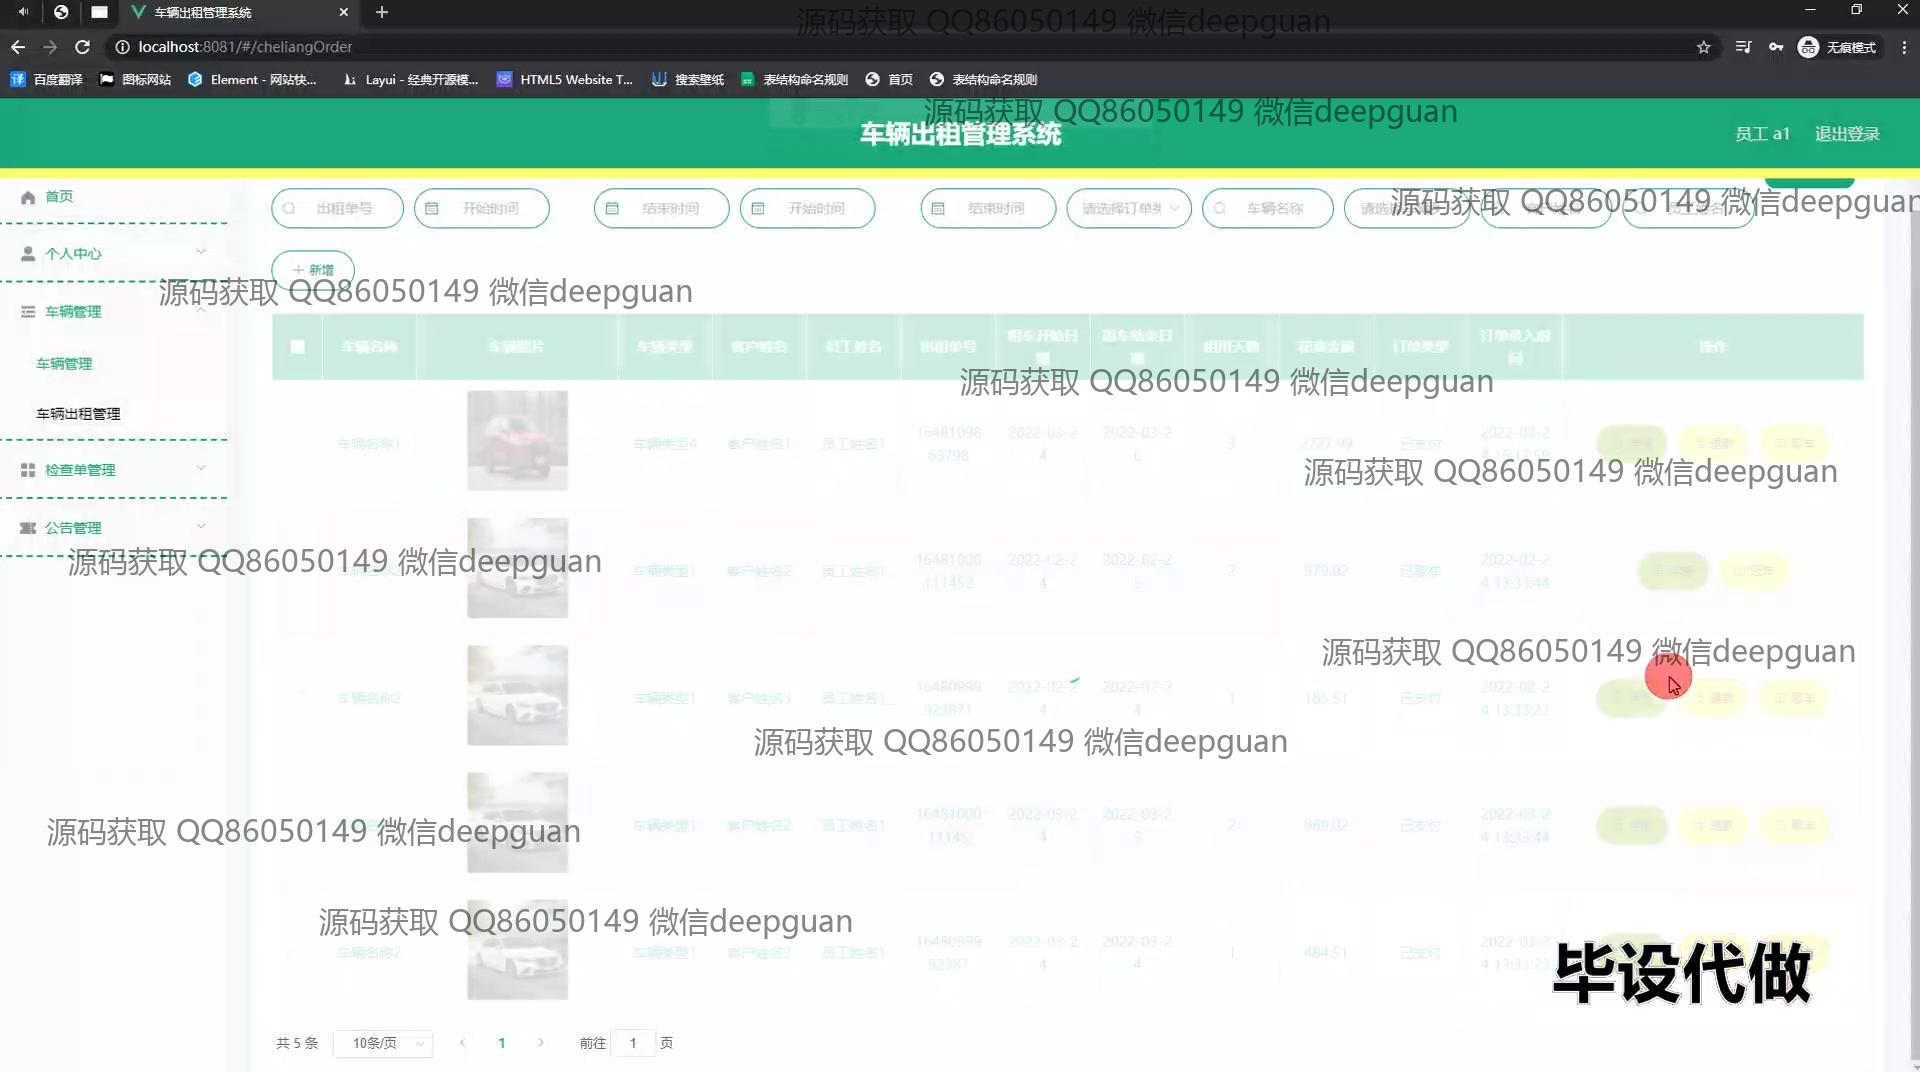 车辆出租管理系统
localhost:8081/#/cheliangOrder
无痕模式
百度翻译 图标网站 Element - 网站快... Layui - 经典开源模... HTML5 Website T... 搜索壁纸 表结构命名规则 首页 表结构命名规则
源码获取 QQ86050149 微信deepguan
源码获取 QQ86050149 微信deepguan
车辆出租管理系统
员工 a1 退出登录
首页
个人中心
车辆管理
车辆管理
车辆出租管理
检查单管理
公告管理
出租单号 开始时间 结束时间 开始时间 结束时间 请选择订单类 车辆名称
源码获取 QQ86050149 微信deepguan
新增
源码获取 QQ86050149 微信deepguan
车辆名称 车辆照片 车辆类型 客户姓名 员工姓名 出租单号 租车开始日期 租车结束日期 租用天数 花费金额 订单类型 订单录入时间 操作
源码获取 QQ86050149 微信deepguan
车辆名称1 车辆类型4 客户姓名1 员工姓名1 2022-03-24 2022-03-26 3 2727.99 已支付
源码获取 QQ86050149 微信deepguan
源码获取 QQ86050149 微信deepguan
车辆类型1 客户姓名2 员工姓名1 16481000111452 2022-02-24 2022-02-25 2 979.02 已取车 2022-02-24 13:33:44 还车
源码获取 QQ86050149 微信deepguan
车辆名称2 车辆类型1 客户姓名3 员工姓名1 16480999923871 2022-02-24 2022-02-24 1 185.51 已支付 2022-02-24 13:33:23 退款 取车
源码获取 QQ86050149 微信deepguan
车辆类型1 客户姓名2 员工姓名1 1648100011145 2022-03-24 2022-03-25 2 969.02 已支付 2022-03-24 13:33:44 退款 取车
源码获取 QQ86050149 微信deepguan
源码获取 QQ86050149 微信deepguan
车辆名称2 车辆类型1 客户姓名3 员工姓名1 1648099992387 2022-03-24 2022-03-24 1 484.51 已支付
毕设代做
共 5 条 10条/页 1 前往 1 页